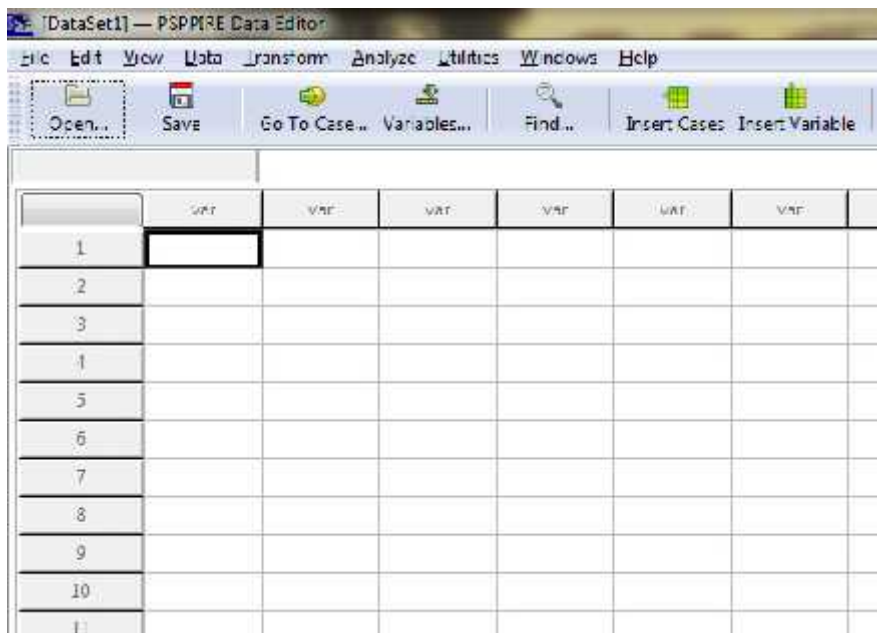 [DataSet1] — PSPPIRE Data Editor
File Edit View Data Transform Analyze Utilities Windows Help
Open... Save Go To Case... Variables... Find... Insert Cases Insert Variable
var var var var var var
1
2
3
4
5
6
7
8
9
10
11